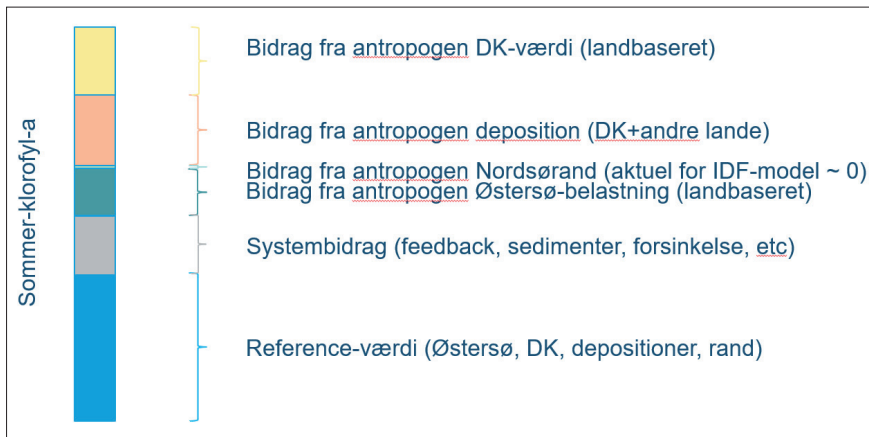 Sommer-klorofyl-a
Bidrag fra antropogen DK-værdi (landbaseret)
Bidrag fra antropogen deposition (DK+andre lande)
Bidrag fra antropogen Nordsørand (aktuel for IDF-model ~ 0)
Bidrag fra antropogen Østersø-belastning (landbaseret)
Systembidrag (feedback, sedimenter, forsinkelse, etc)
Reference-værdi (Østersø, DK, depositioner, rand)